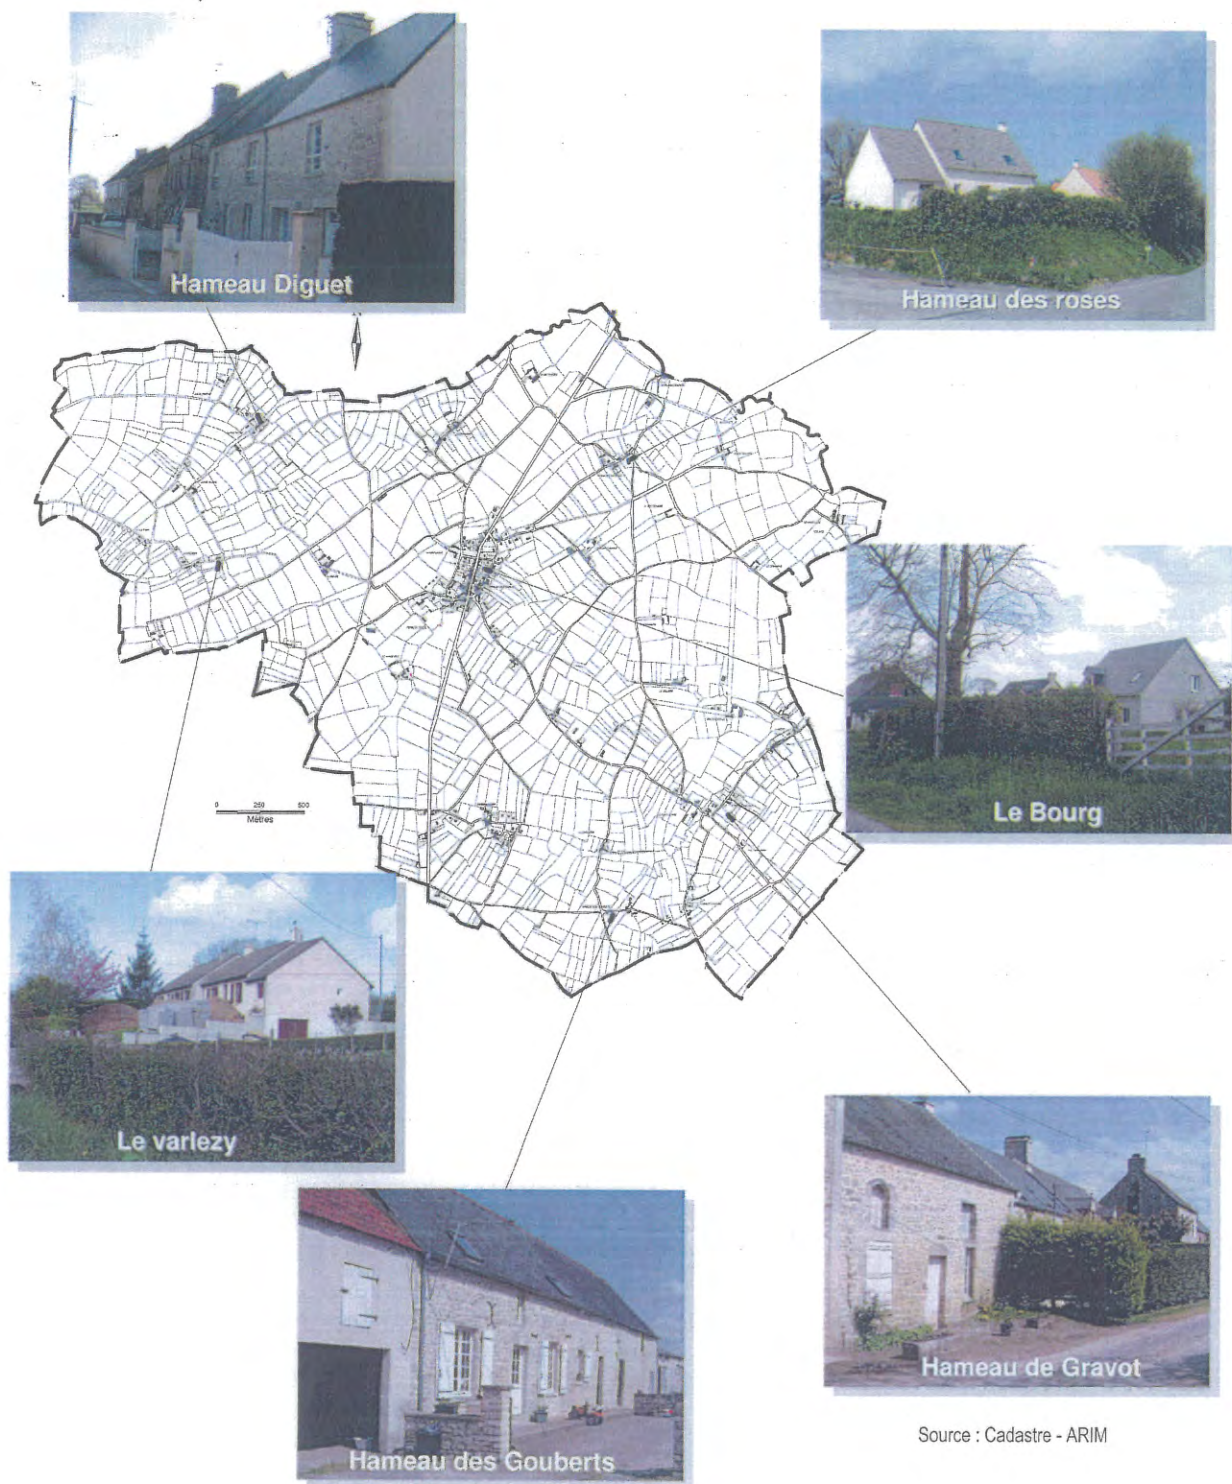 Hameau Diguet
Hameau des roses
Le Bourg
0 250 500
Mètres
Le varlezy
Hameau de Gravot
Hameau des Gouberts
Source : Cadastre - ARIM